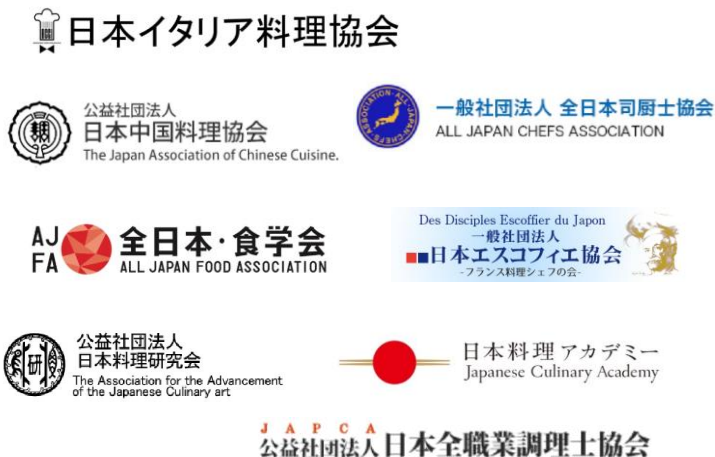 日本イタリア料理協会
公益社団法人
日本中国料理協会
The Japan Association of Chinese Cuisine.
ASSOCIATION·ALL·JAPAN·CHEFS
一般社団法人 全日本司厨士協会
ALL JAPAN CHEFS ASSOCIATION
AJ
FA
全日本·食学会
ALL JAPAN FOOD ASSOCIATION
Des Disciples Escoffier du Japon
一般社団法人
日本エスコフィエ協会
-フランス料理シェフの会-
研
公益社団法人
日本料理研究会
The Association for the Advancement
of the Japanese Culinary art
日本料理アカデミー
Japanese Culinary Academy
JAPCA
公益社団法人日本全職業調理士協会